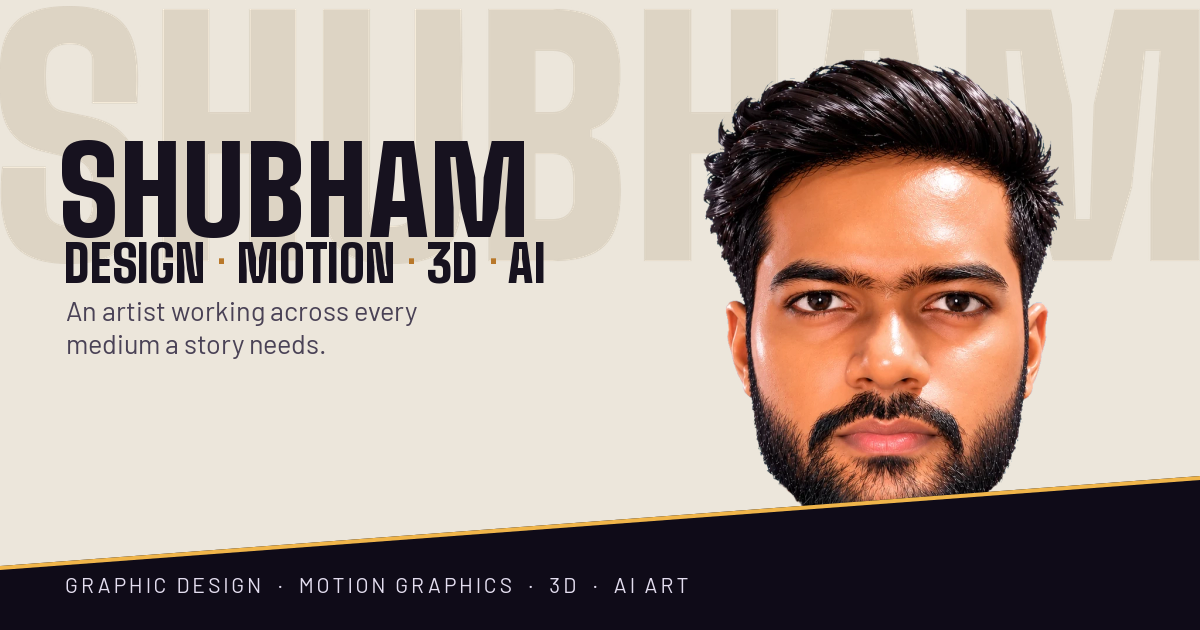 SHUBHAM
SHUBHAM
DESIGN · MOTION · 3D · AI
An artist working across every
medium a story needs.
GRAPHIC DESIGN · MOTION GRAPHICS · 3D · AI ART